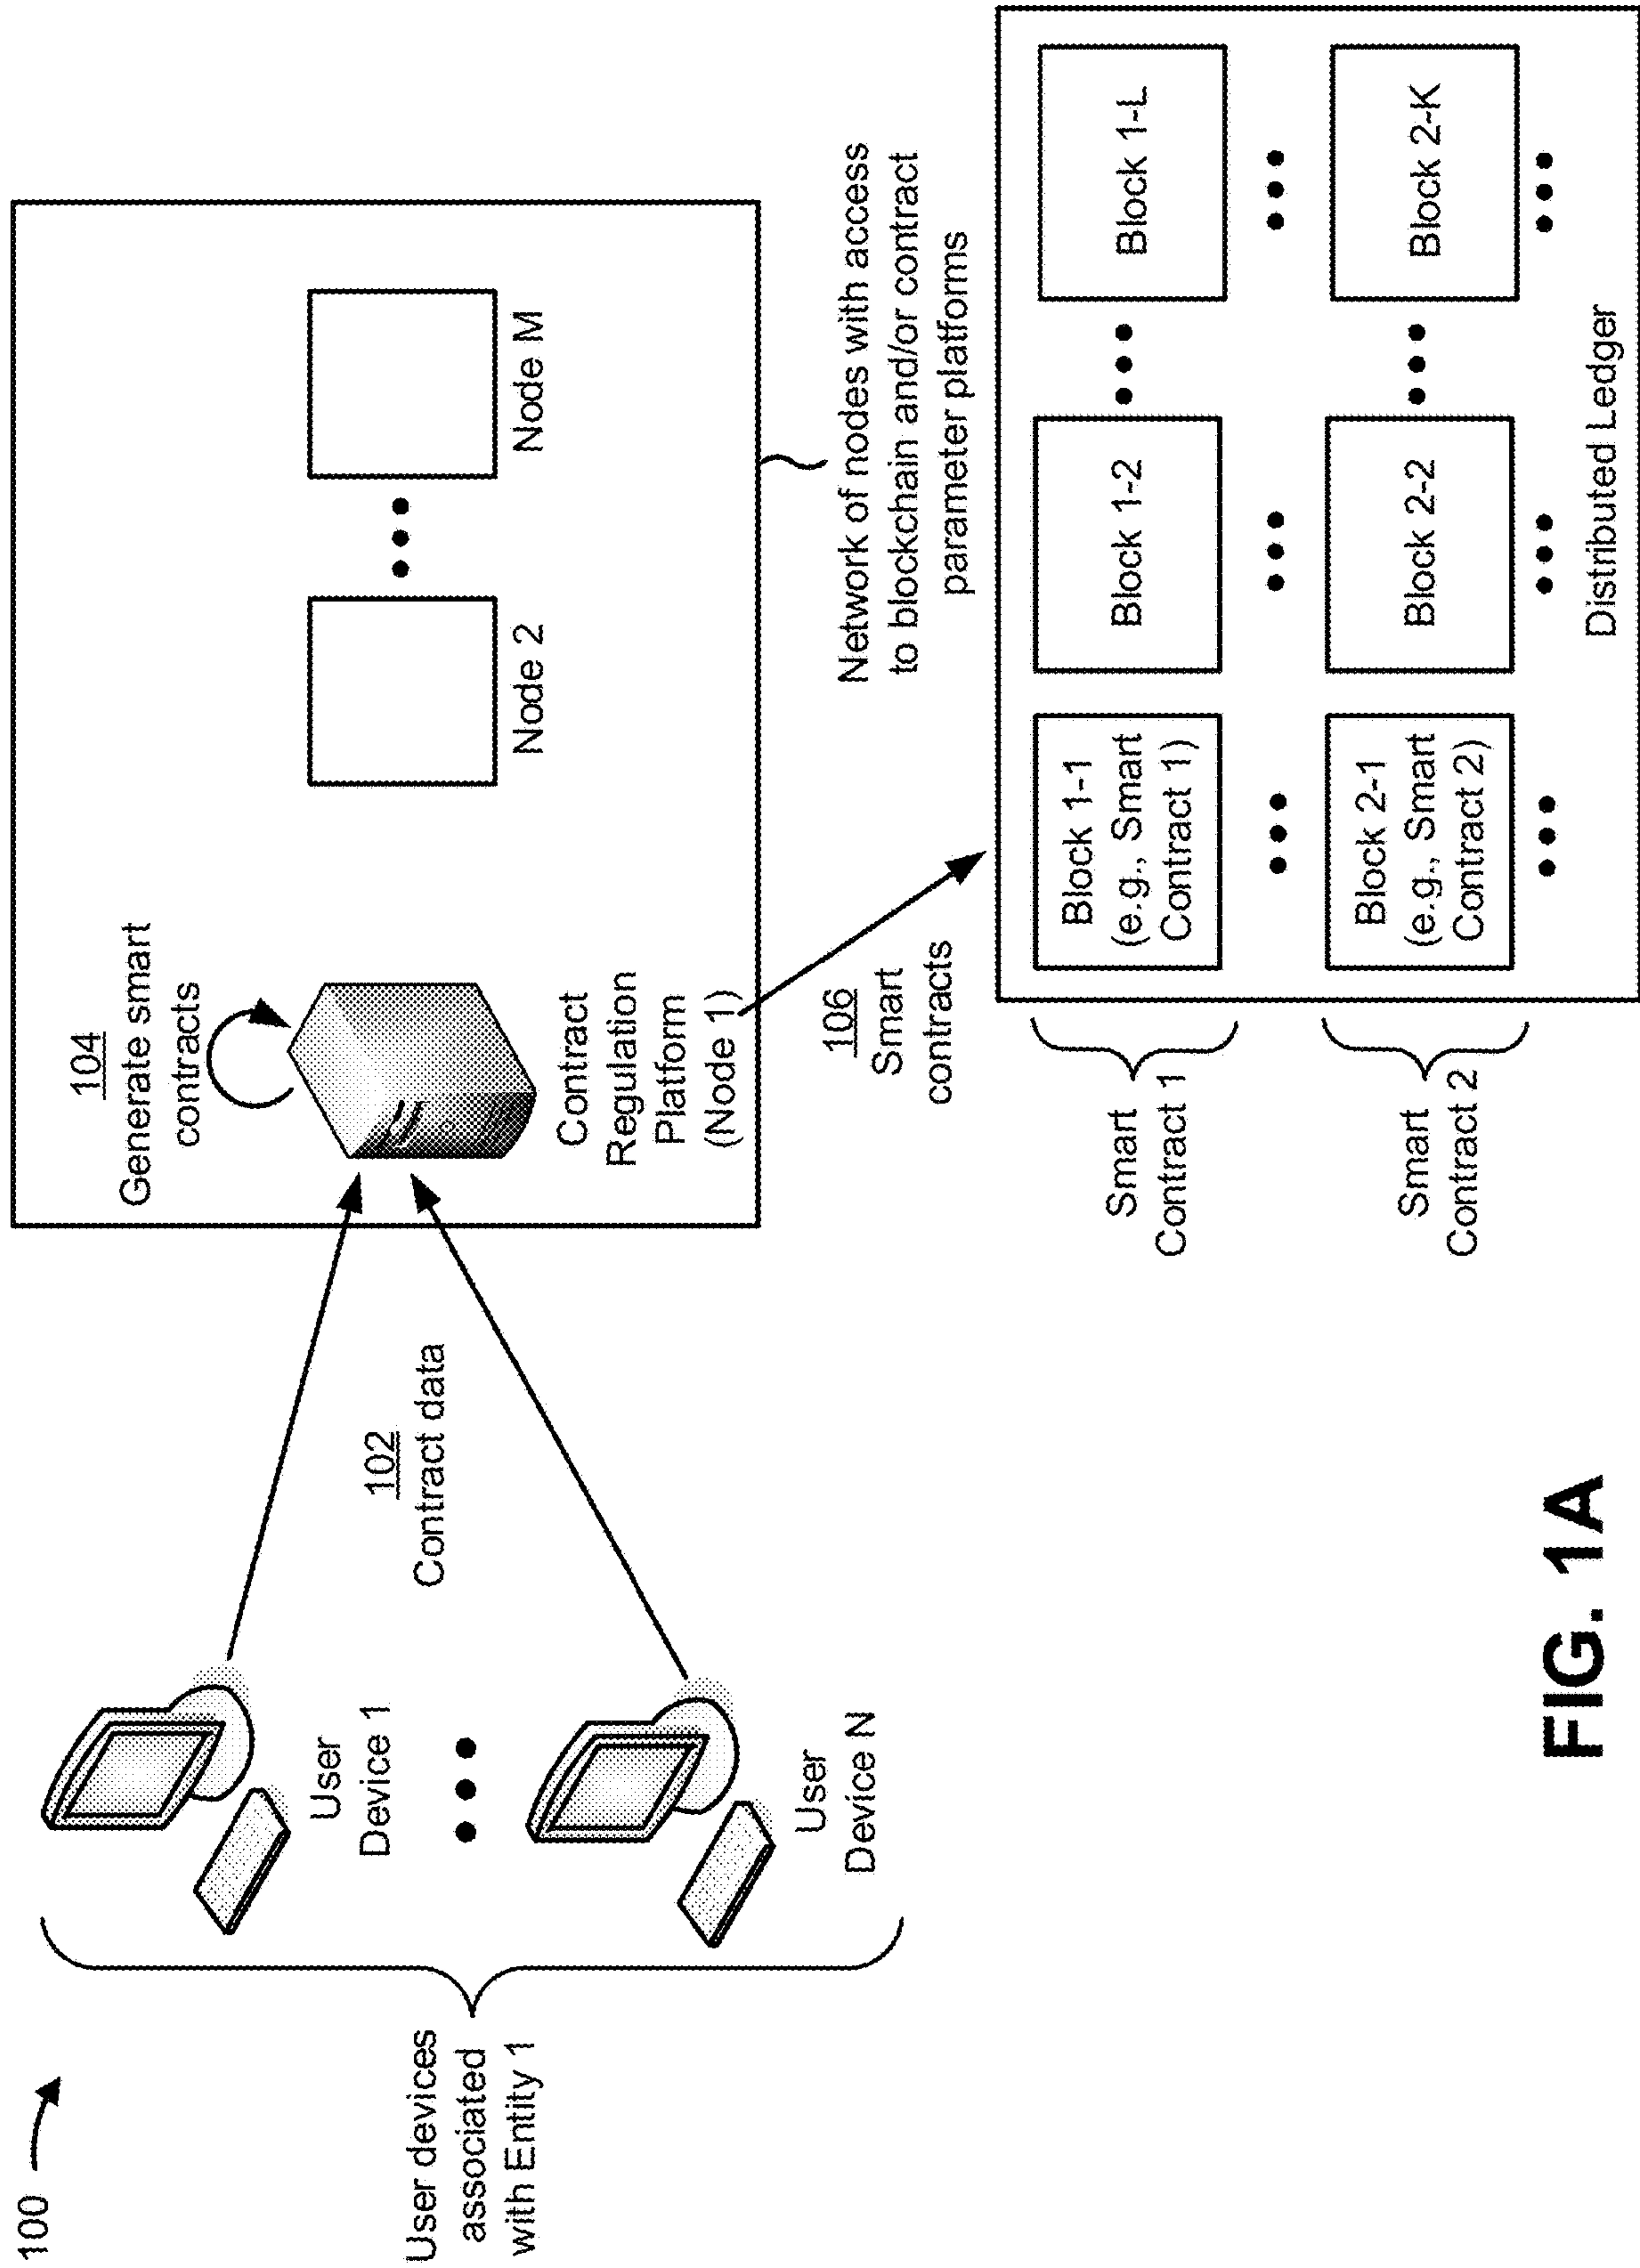 100
User devices
associated
with Entity 1
User
Device 1
User
Device N
102
Contract data
104
Generate smart
contracts
Contract
Regulation
Platform
(Node 1)
Node 2
Node M
Network of nodes with access
to blockchain and/or contract
parameter platforms
106
Smart
contracts
Smart
Contract 1
Block 1-1
(e.g., Smart
Contract 1)
Block 1-2
Block 1-L
Smart
Contract 2
Block 2-1
(e.g., Smart
Contract 2)
Block 2-2
Block 2-K
Distributed Ledger
FIG. 1A